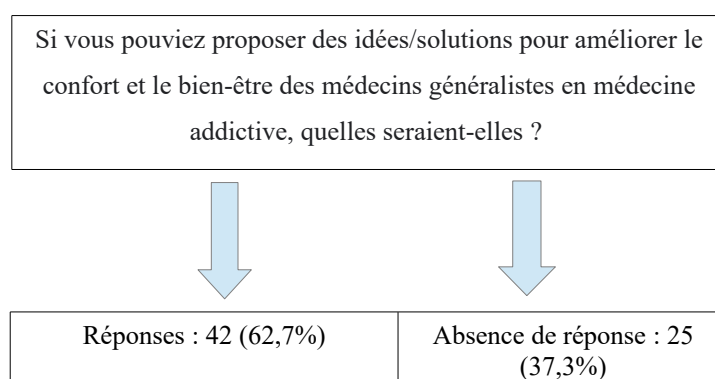 Si vous pouviez proposer des idées/solutions pour améliorer le
confort et le bien-être des médecins généralistes en médecine
addictive, quelles seraient-elles ?
Réponses : 42 (62,7%)
Absence de réponse : 25
(37,3%)